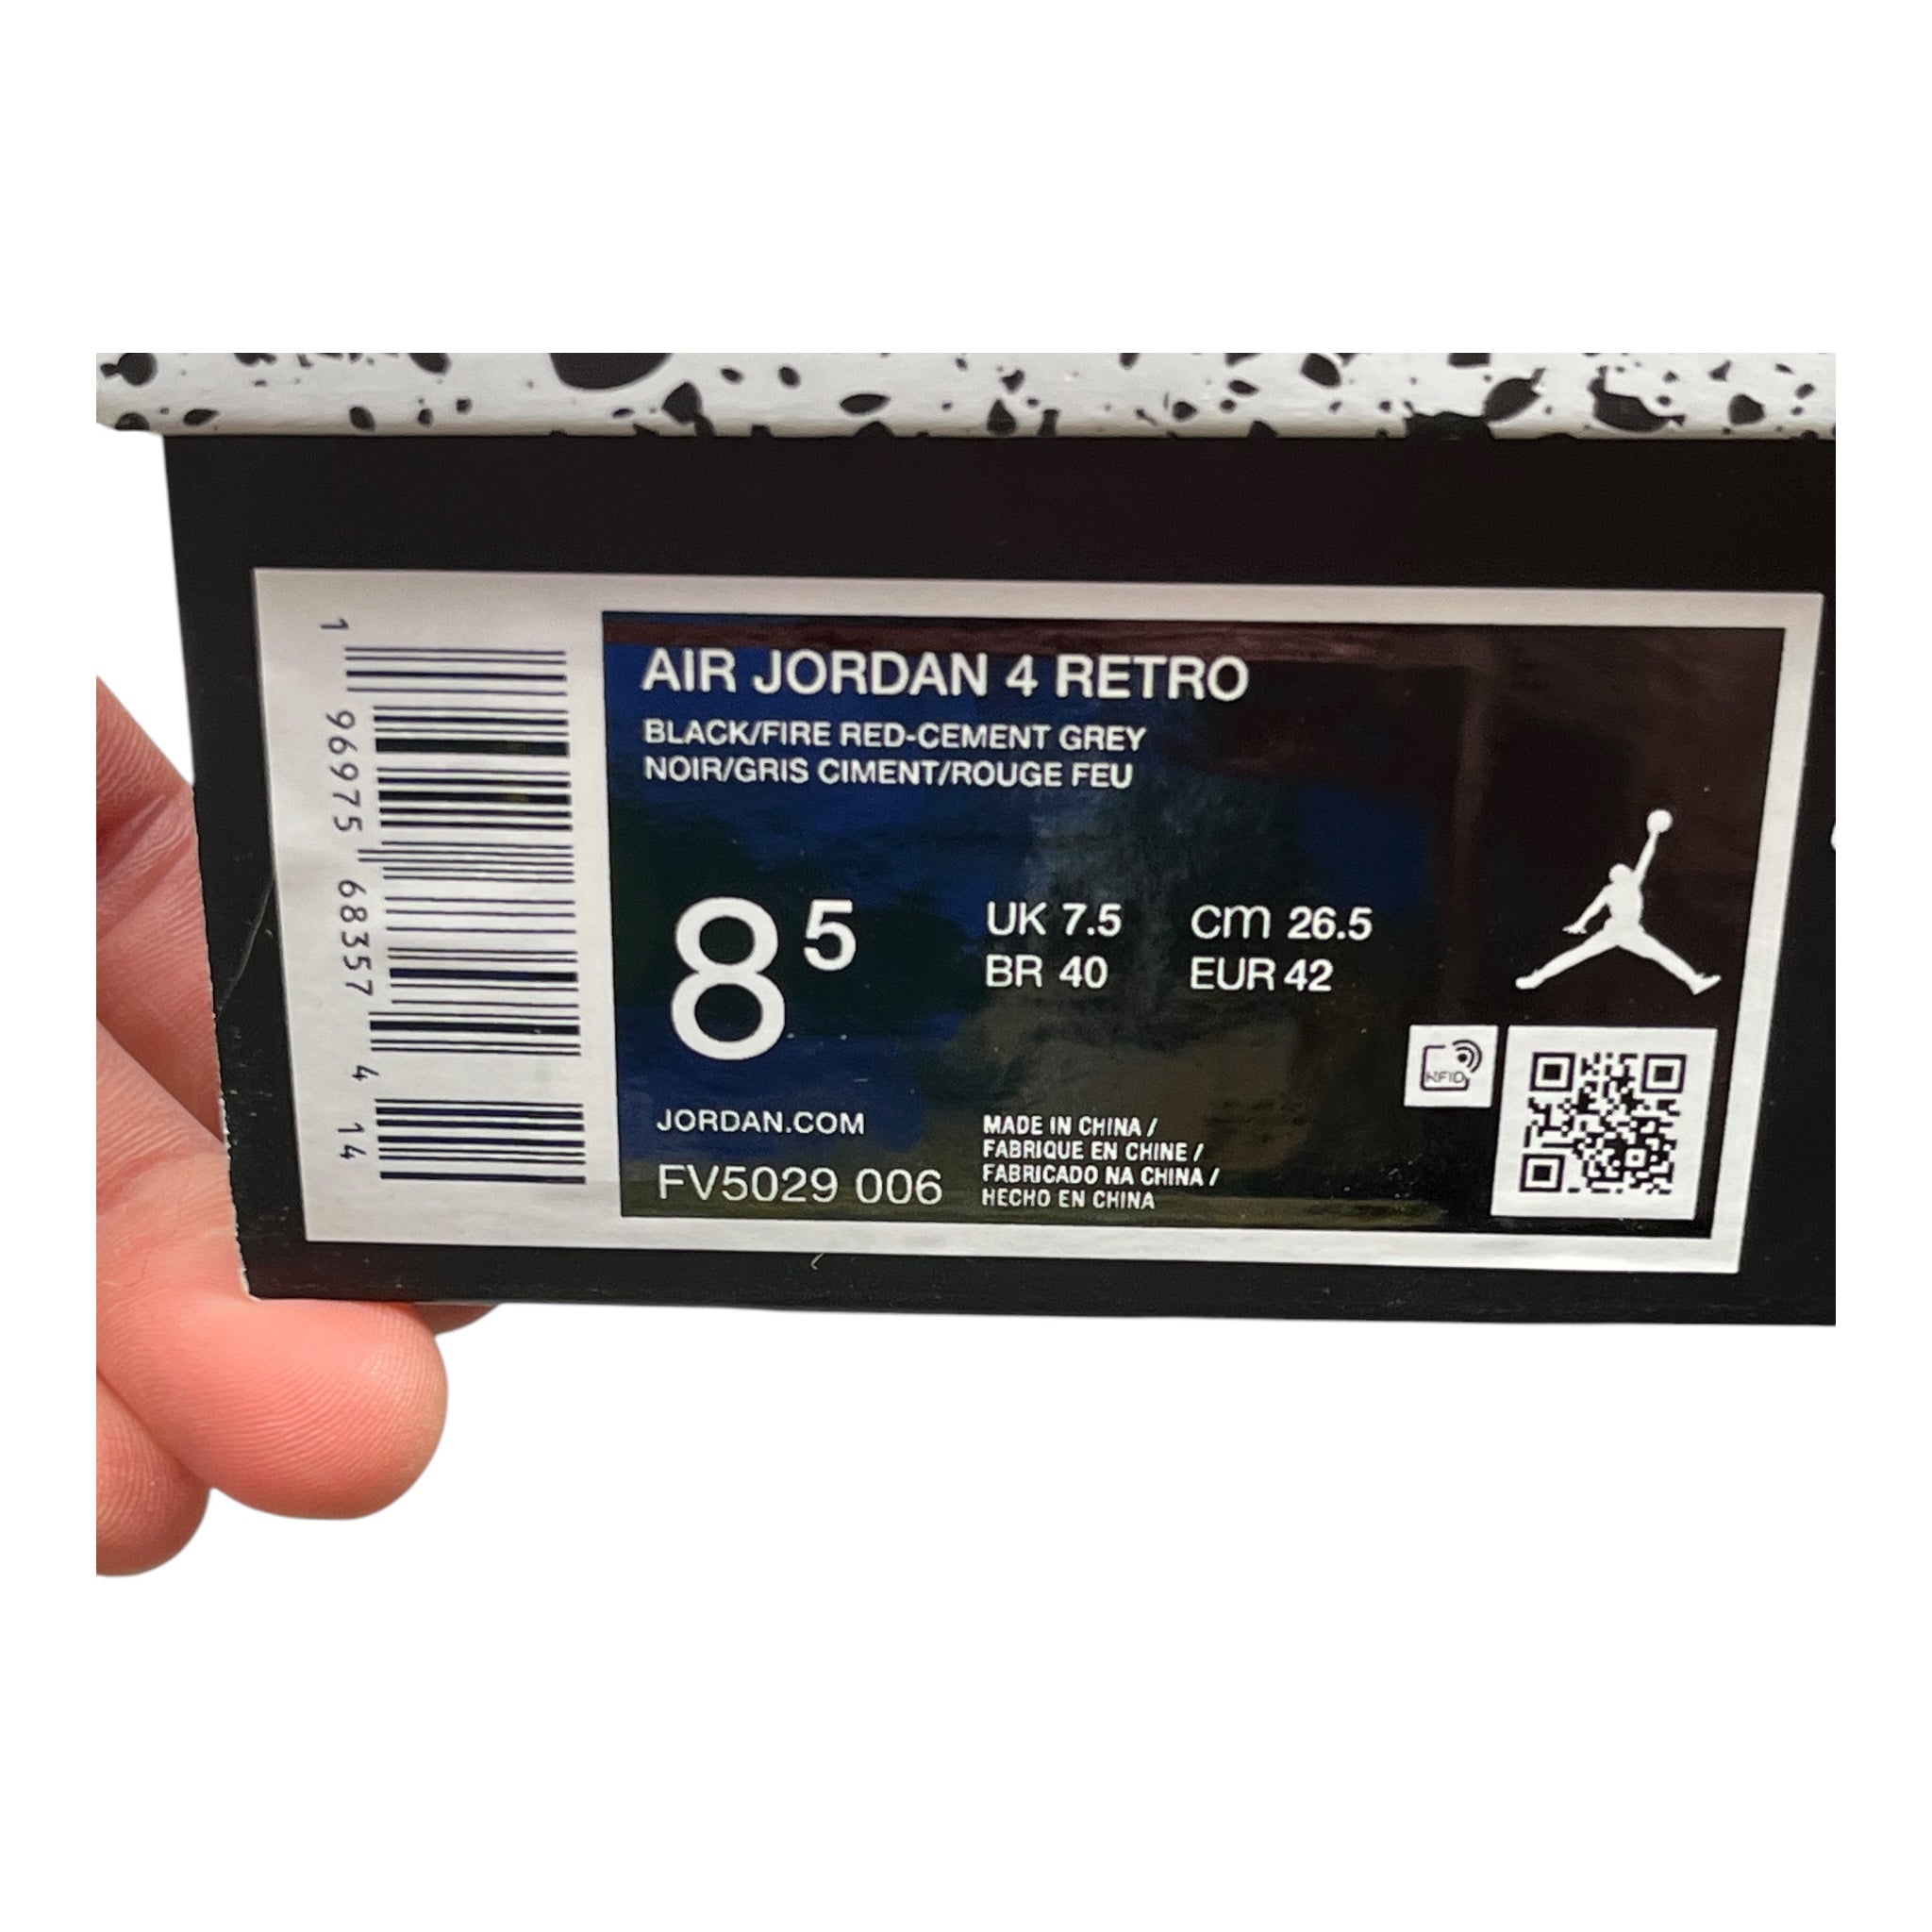 1 96975 68357 4 14
AIR JORDAN 4 RETRO
BLACK/FIRE RED-CEMENT GREY
NOIR/GRIS CIMENT/ROUGE FEU
8⁵
UK 7.5 cm 26.5
BR 40 EUR 42
RFID
JORDAN.COM
FV5029 006
MADE IN CHINA /
FABRIQUE EN CHINE /
FABRICADO NA CHINA /
HECHO EN CHINA